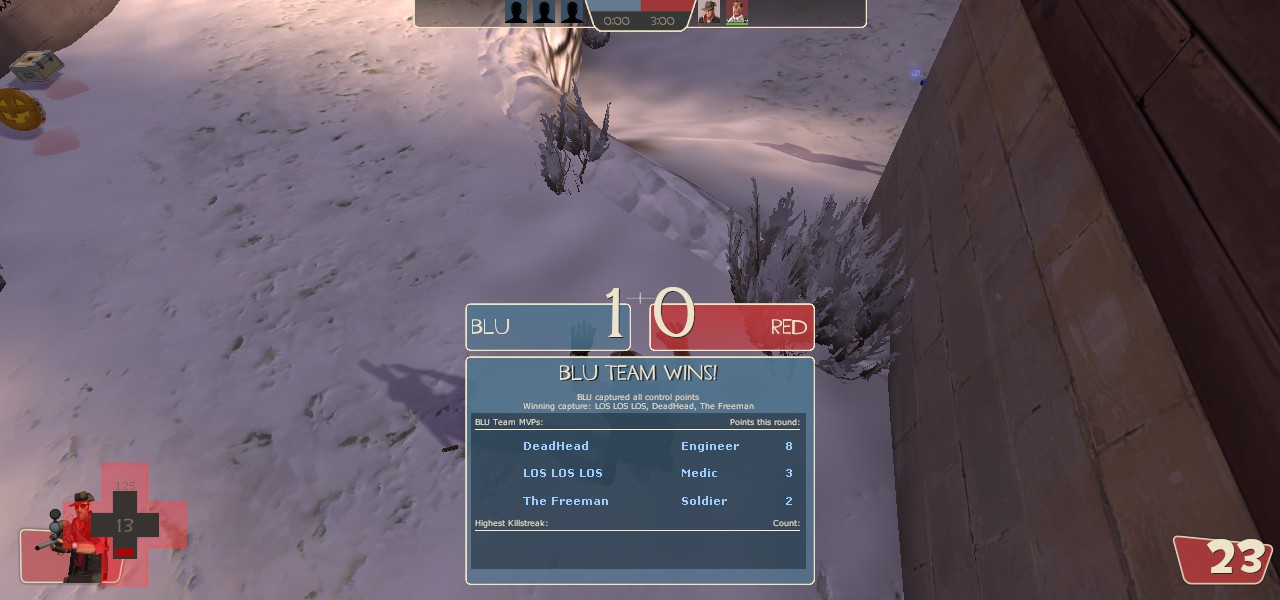 0:00 3:00
1 0
BLU RED
BLU TEAM WINS!
BLU captured all control points
Winning capture: LOS LOS LOS, DeadHead, The Freeman
BLU Team MVPs: Points this round:
DeadHead Engineer 8
LOS LOS LOS Medic 3
The Freeman Soldier 2
Highest Killstreak: Count:
125
13
23